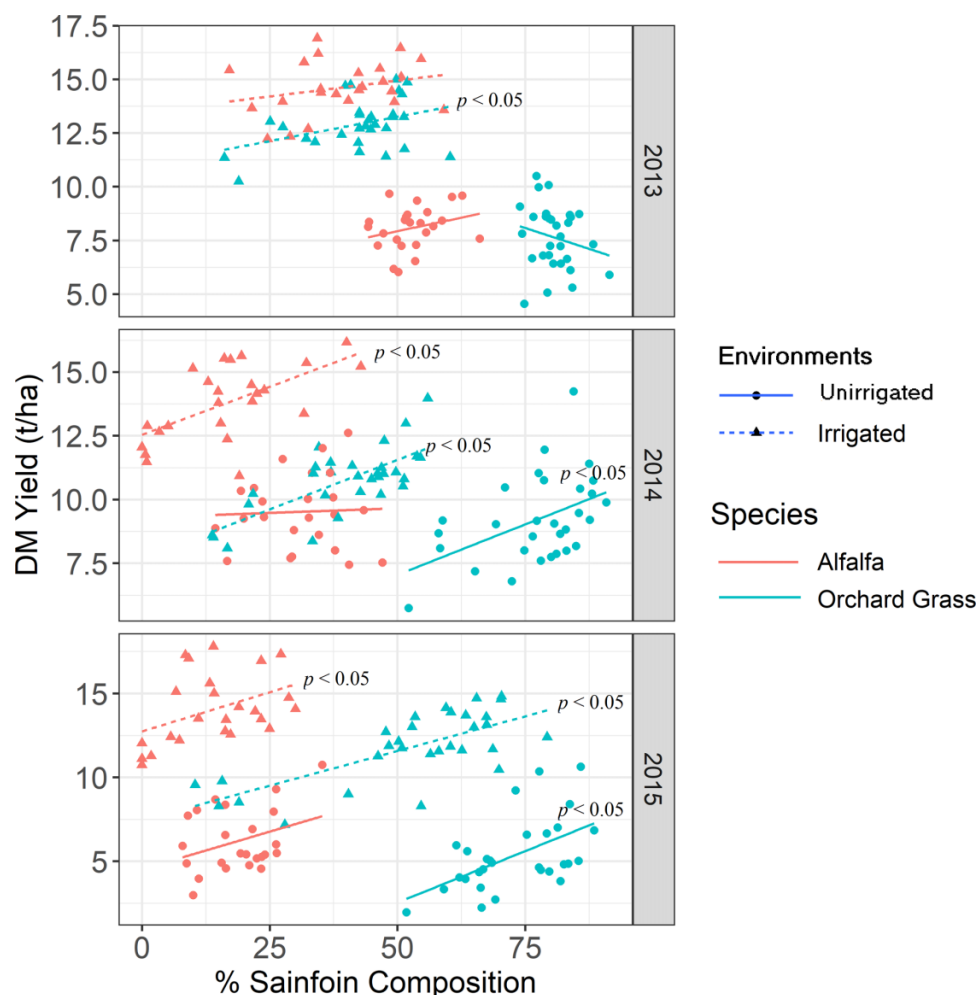 17.5
15.0
12.5
10.0
7.5
5.0
p < 0.05
2013
15.0
12.5
10.0
7.5
p < 0.05
p < 0.05
p < 0.05
2014
15
10
5
p < 0.05
p < 0.05
p < 0.05
2015
0
25
50
75
% Sainfoin Composition
DM Yield (t/ha)
Environments
Unirrigated
Irrigated
Species
Alfalfa
Orchard Grass